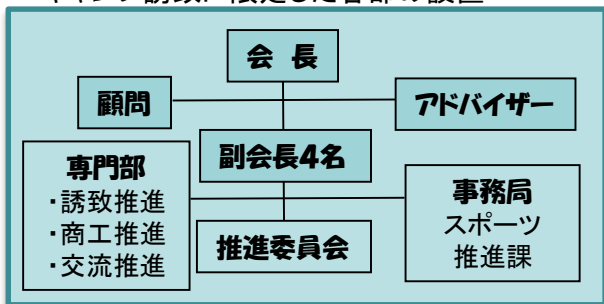 会 長
顧問
アドバイザー
副会長4名
専門部
・誘致推進
・商工推進
・交流推進
事務局
スポーツ
推進課
推進委員会